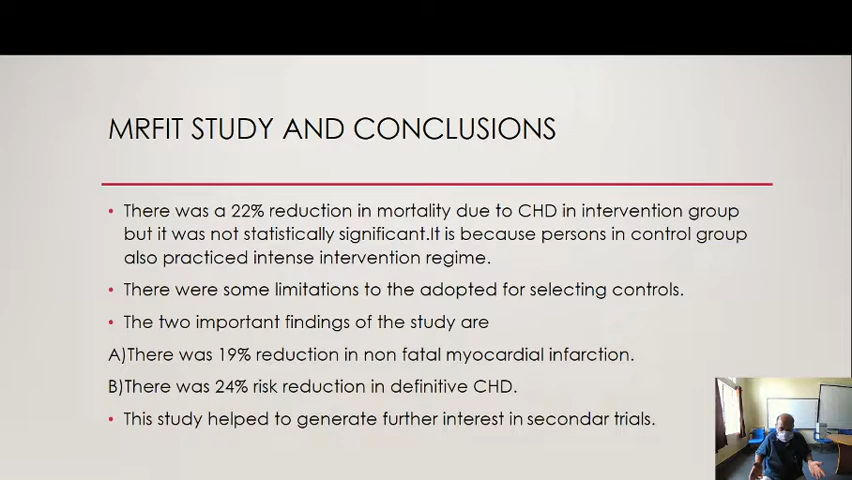 MRFIT STUDY AND CONCLUSIONS
• There was a 22% reduction in mortality due to CHD in intervention group
but it was not statistically significant.It is because persons in control group
also practiced intense intervention regime.
• There were some limitations to the adopted for selecting controls.
• The two important findings of the study are
A)There was 19% reduction in non fatal myocardial infarction.
B)There was 24% risk reduction in definitive CHD.
• This study helped to generate further interest in secondar trials.